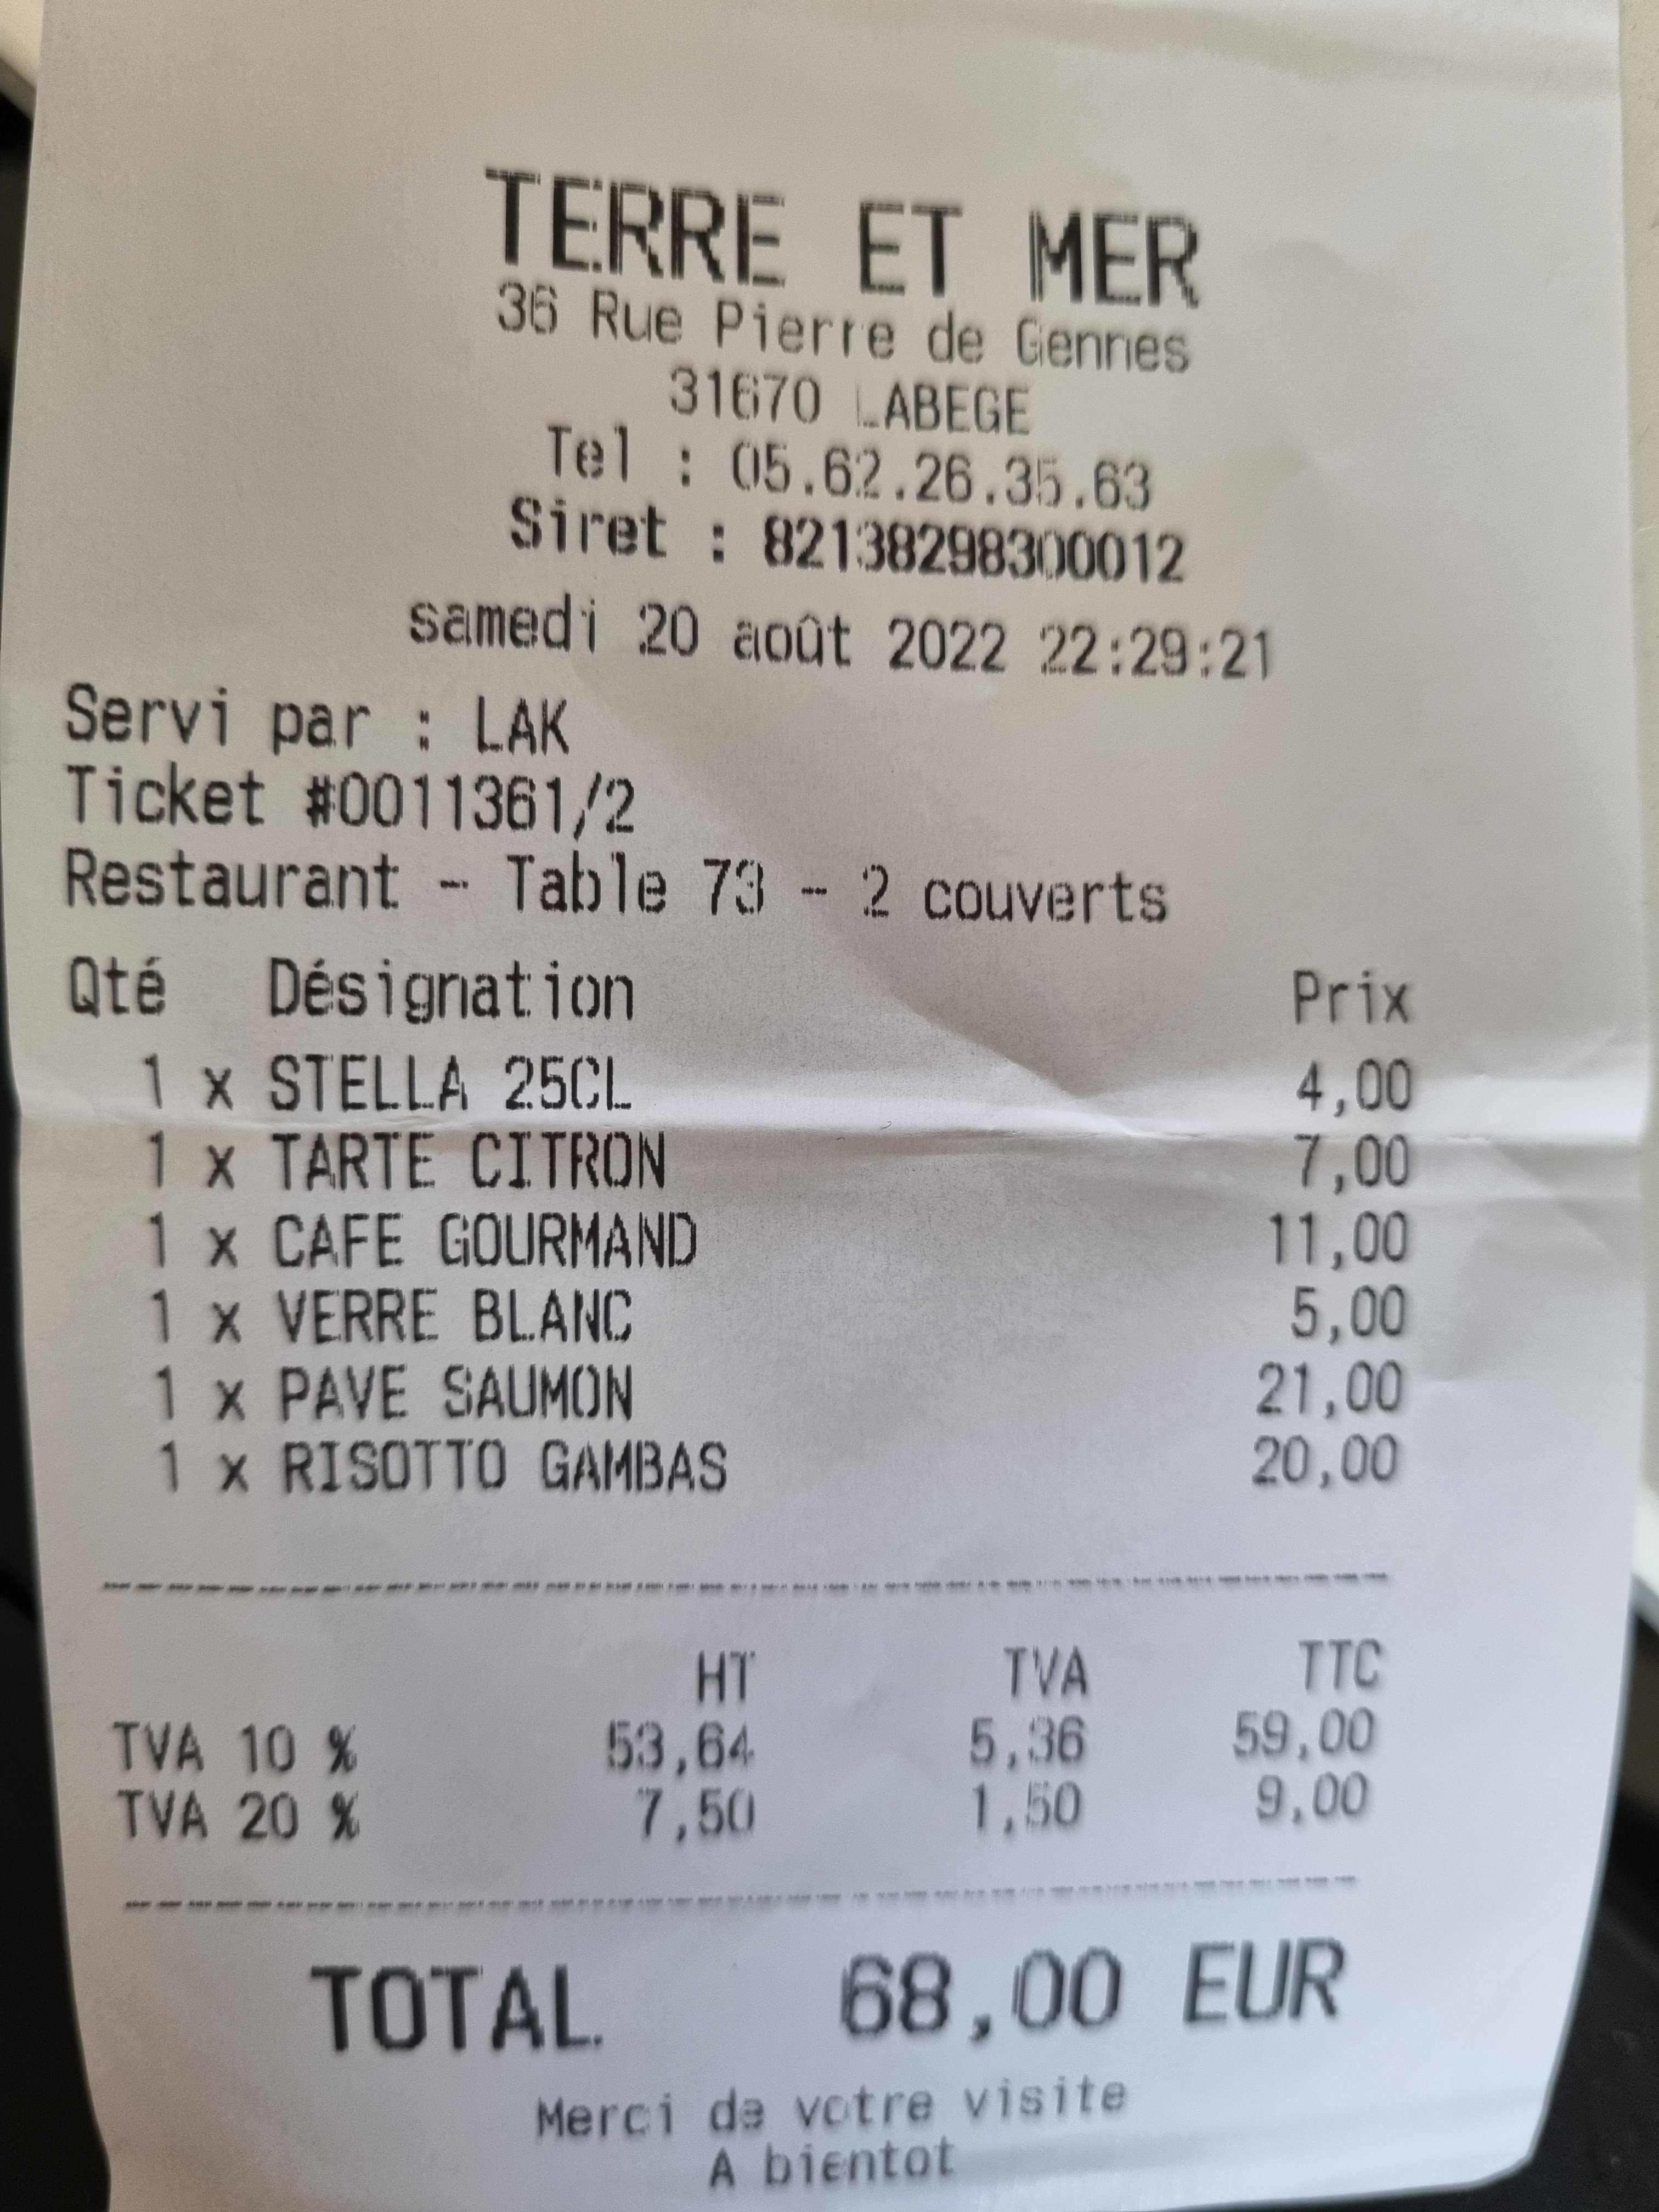 TERRE ET MER
36 Rue Pierre de Gennes
31670 LABEGE
Tel : 05.62.26.35.63
Siret : 82138298300012
samedi 20 août 2022 22:29:21
Servi par : LAK
Ticket #0011361/2
Restaurant - Table 73 - 2 couverts
Qté Désignation Prix
1 x STELLA 25CL 4,00
1 x TARTE CITRON 7,00
1 x CAFE GOURMAND 11,00
1 x VERRE BLANC 5,00
1 x PAVE SAUMON 21,00
1 x RISOTTO GAMBAS 20,00
HT TVA TTC
TVA 10 % 53,64 5,36 59,00
TVA 20 % 7,50 1,50 9,00
TOTAL 68,00 EUR
Merci de votre visite
A bientot